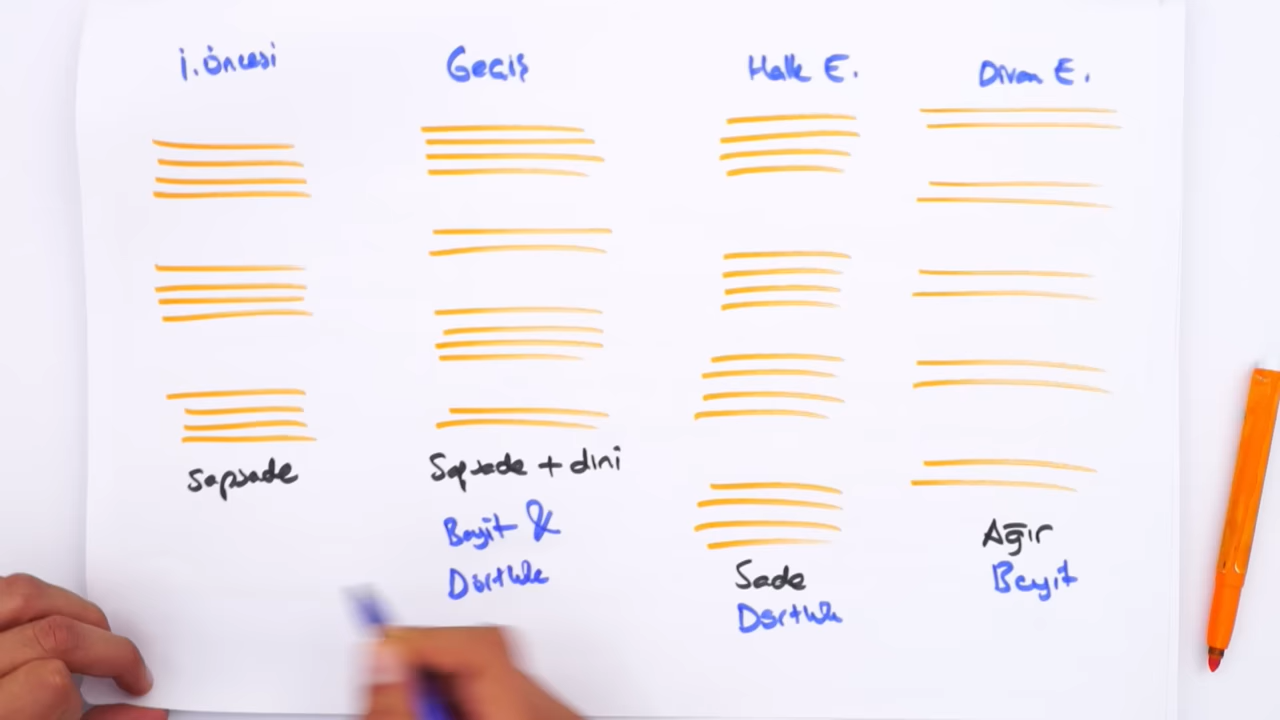 İ. Öncesi
Sapsade
Geçiş
Sapsade + dini
Beyit &
Dörtlük
Halk E.
Sade
Dörtlük
Divan E.
Ağır
Beyit